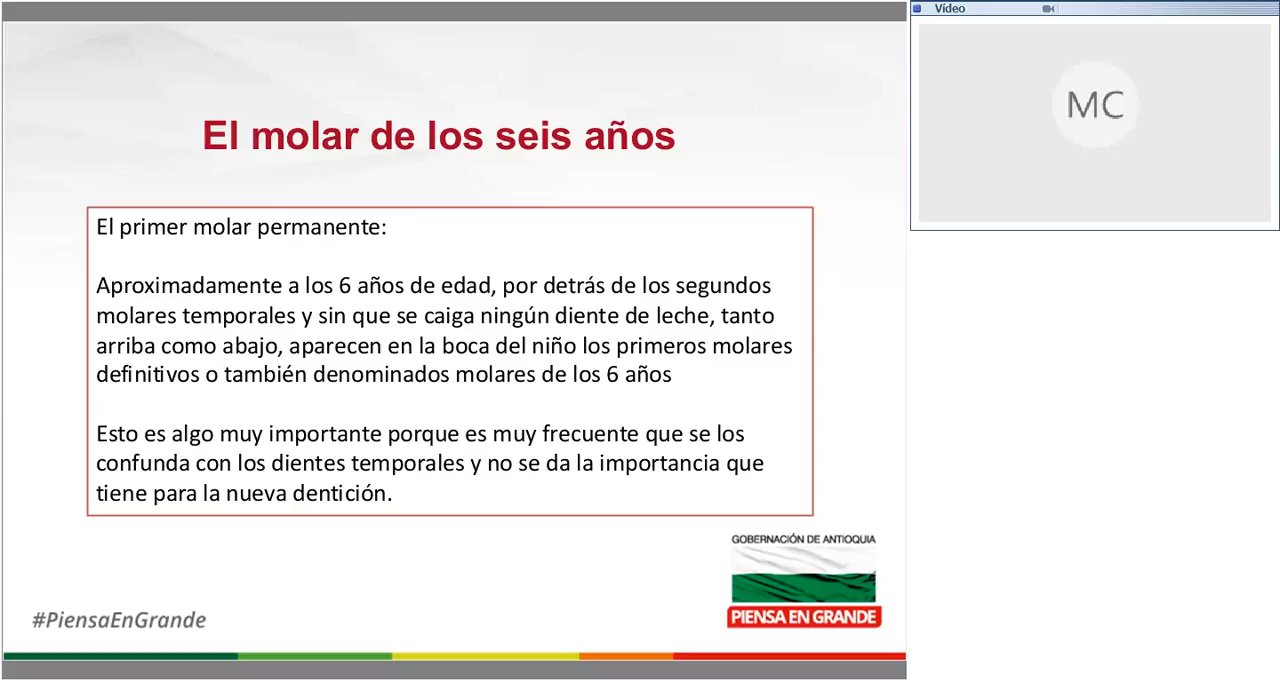 Vídeo
MC
El molar de los seis años
El primer molar permanente:
Aproximadamente a los 6 años de edad, por detrás de los segundos
molares temporales y sin que se caiga ningún diente de leche, tanto
arriba como abajo, aparecen en la boca del niño los primeros molares
definitivos o también denominados molares de los 6 años
Esto es algo muy importante porque es muy frecuente que se los
confunda con los dientes temporales y no se da la importancia que
tiene para la nueva dentición.
GOBERNACIÓN DE ANTIOQUIA
PIENSA EN GRANDE
#PiensaEnGrande